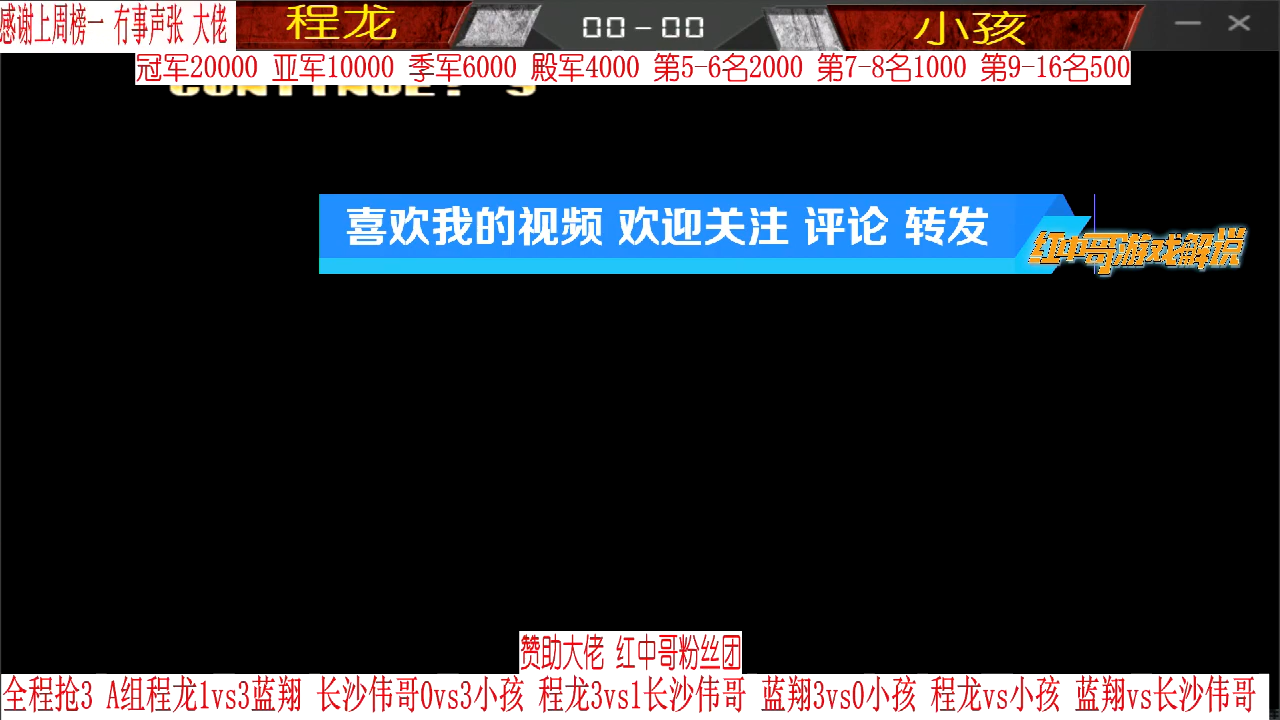 感谢上周榜一 冇事声张 大佬
程龙 00-00 小孩
冠军20000 亚军10000 季军6000 殿军4000 第5-6名2000 第7-8名1000 第9-16名500
CONTINUE? 9
喜欢我的视频 欢迎关注 评论 转发
红中哥游戏解说
赞助大佬 红中哥粉丝团
全程抢3 A组程龙1vs3蓝翔 长沙伟哥0vs3小孩 程龙3vs1长沙伟哥 蓝翔3vs0小孩 程龙vs小孩 蓝翔vs长沙伟哥